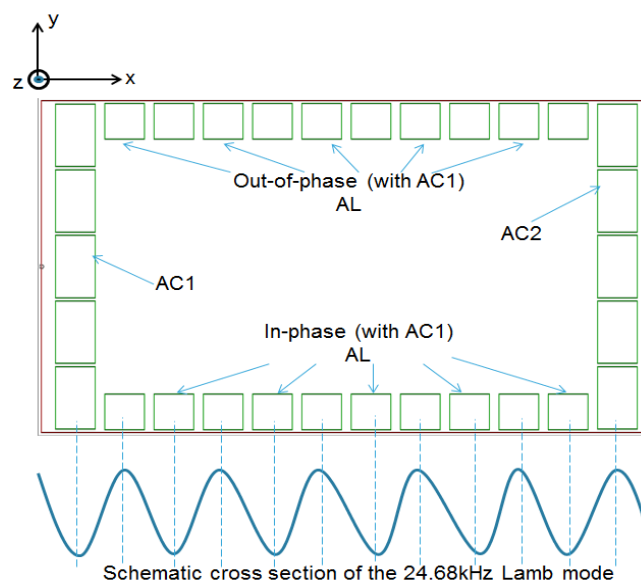 y
z
x
Out-of-phase (with AC1)
AL
AC2
AC1
In-phase (with AC1)
AL
Schematic cross section of the 24.68kHz Lamb mode